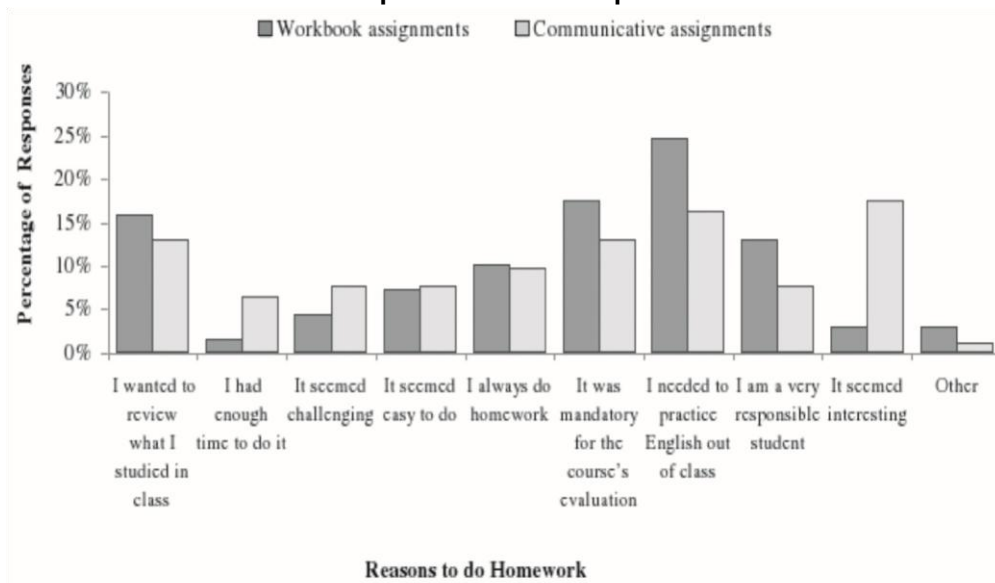 Workbook assignments Communicative assignments
Percentage of Responses
30%
25%
20%
15%
10%
5%
0%
I wanted to review what I studied in class
I had enough time to do it
It seemed challenging
It seemed easy to do
I always do homework
It was mandatory for the course's evaluation
I needed to practice English out of class
I am a very responsible student
It seemed interesting
Other
Reasons to do Homework